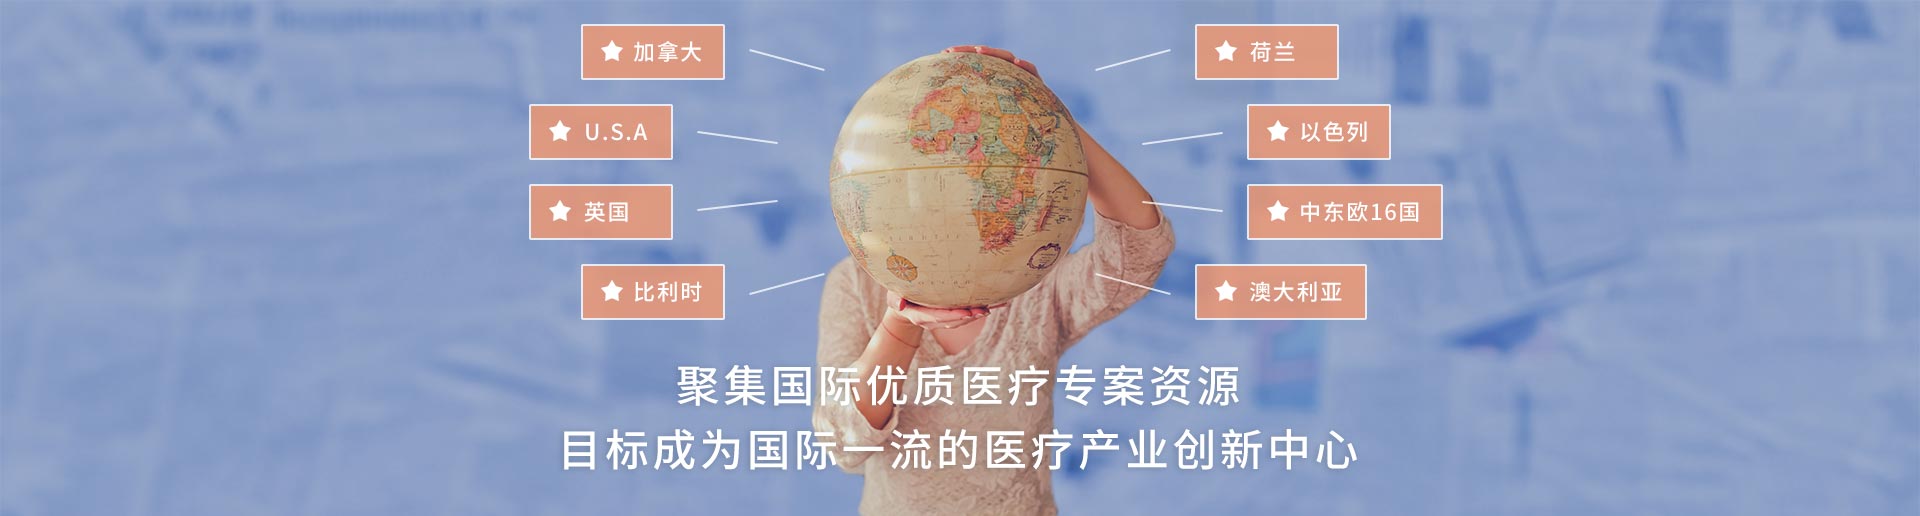 加拿大
荷兰
U.S.A
以色列
英国
中东欧16国
比利时
澳大利亚
聚集国际优质医疗专案资源
目标成为国际一流的医疗产业创新中心